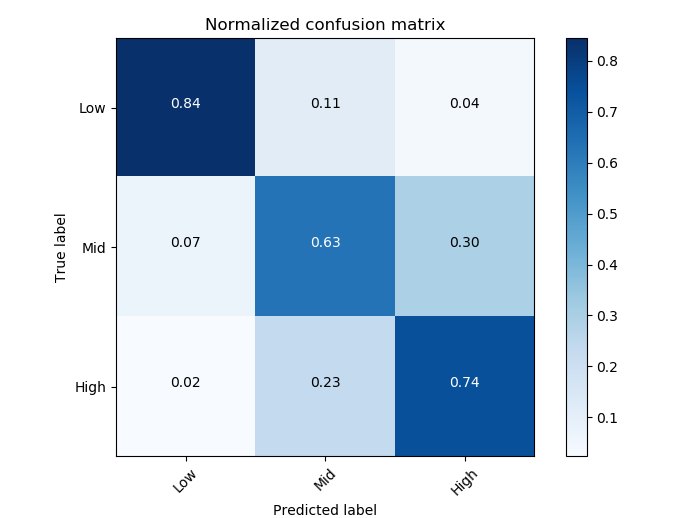 Normalized confusion matrix
Low 0.84 0.11 0.04
Mid 0.07 0.63 0.30
High 0.02 0.23 0.74
Low Mid High
True label
Predicted label
0.8
0.7
0.6
0.5
0.4
0.3
0.2
0.1